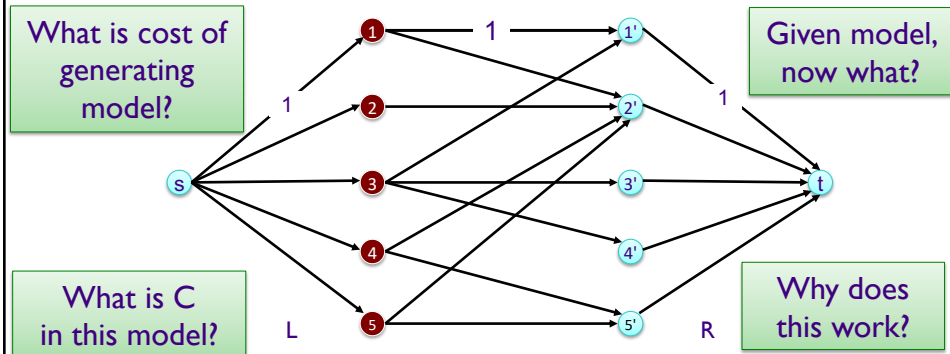 What is cost of
generating
model?
Given model,
now what?
1
1
1'
1
1
2
2'
s
3
3'
t
4
4'
What is C
in this model?
L
5
5'
R
Why does
this work?